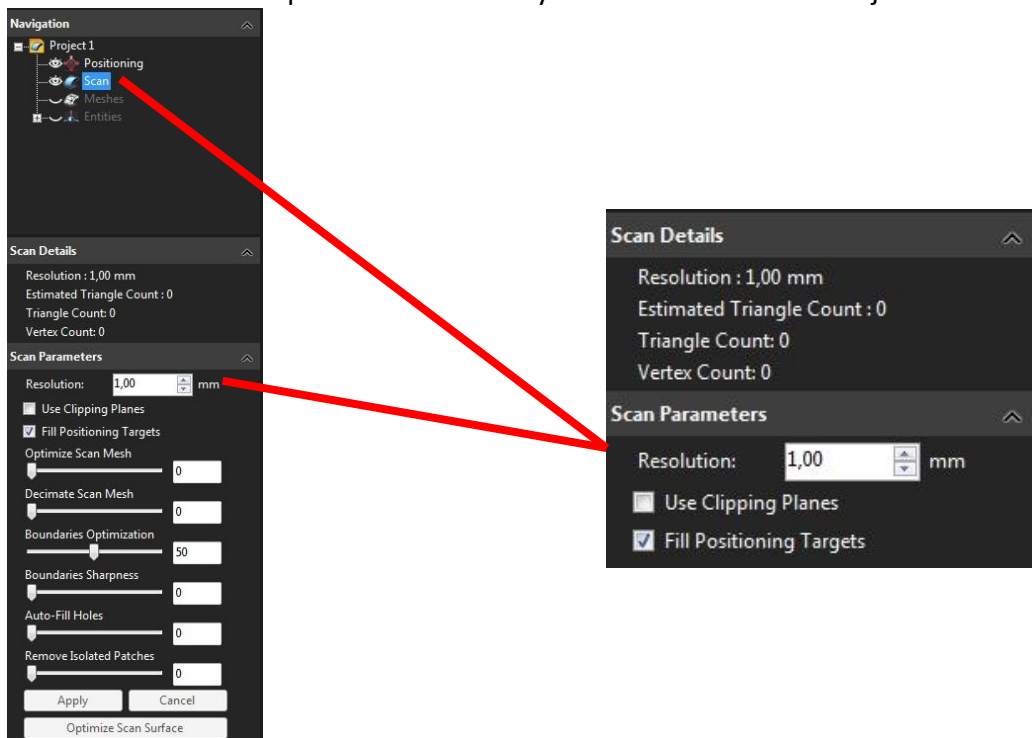 Navigation
Project 1
Positioning
Scan
Meshes
Entities
Scan Details
Resolution : 1,00 mm
Estimated Triangle Count : 0
Triangle Count: 0
Vertex Count: 0
Scan Parameters
Resolution: 1,00 mm
Use Clipping Planes
Fill Positioning Targets
Optimize Scan Mesh
0
Decimate Scan Mesh
0
Boundaries Optimization
50
Boundaries Sharpness
0
Auto-Fill Holes
0
Remove Isolated Patches
0
Apply Cancel
Optimize Scan Surface
Scan Details
Resolution : 1,00 mm
Estimated Triangle Count : 0
Triangle Count: 0
Vertex Count: 0
Scan Parameters
Resolution: 1,00 mm
Use Clipping Planes
Fill Positioning Targets